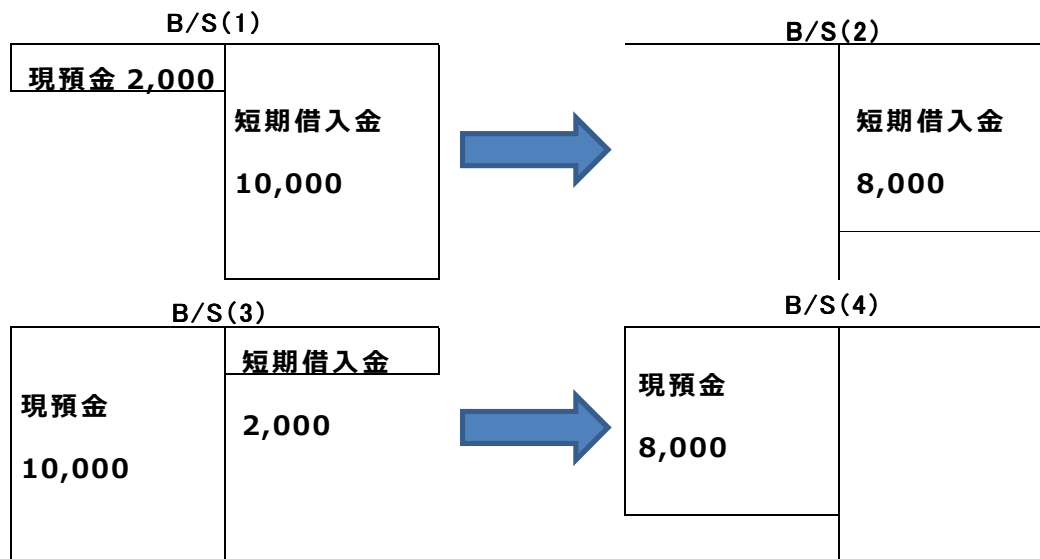 B/S(1)
現預金 2,000
短期借入金
10,000
B/S(2)
短期借入金
8,000
B/S(3)
現預金
10,000
短期借入金
2,000
B/S(4)
現預金
8,000